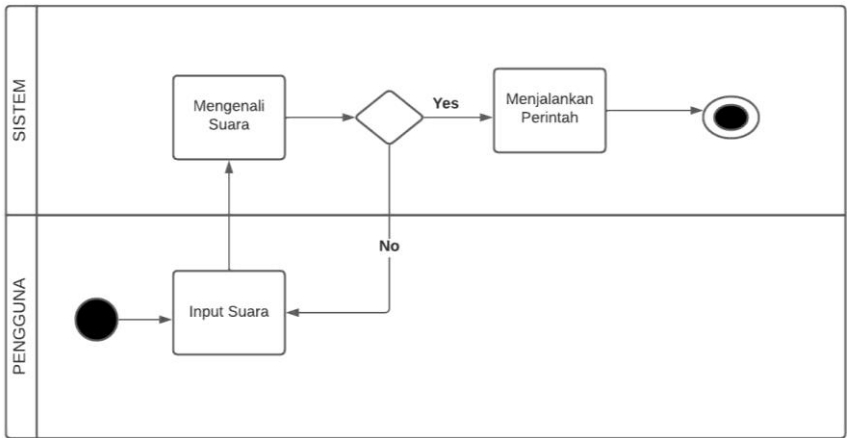 SISTEM
Mengenali
Suara
Yes
Menjalankan
Perintah
No
PENGGUNA
Input Suara